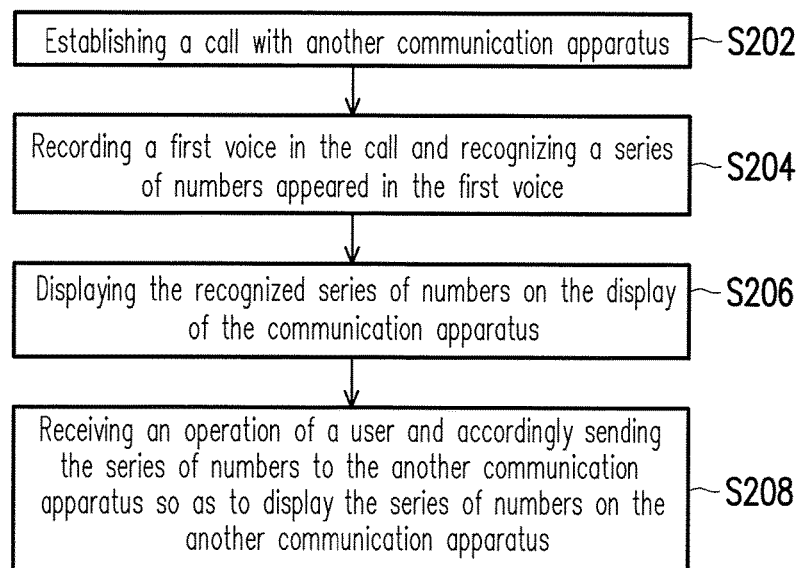 Establishing a call with another communication apparatus S202
Recording a first voice in the call and recognizing a series
of numbers appeared in the first voice
S204
Displaying the recognized series of numbers on the display
of the communication apparatus
S206
Receiving an operation of a user and accordingly sending
the series of numbers to the another communication
apparatus so as to display the series of numbers on the
another communication apparatus
S208